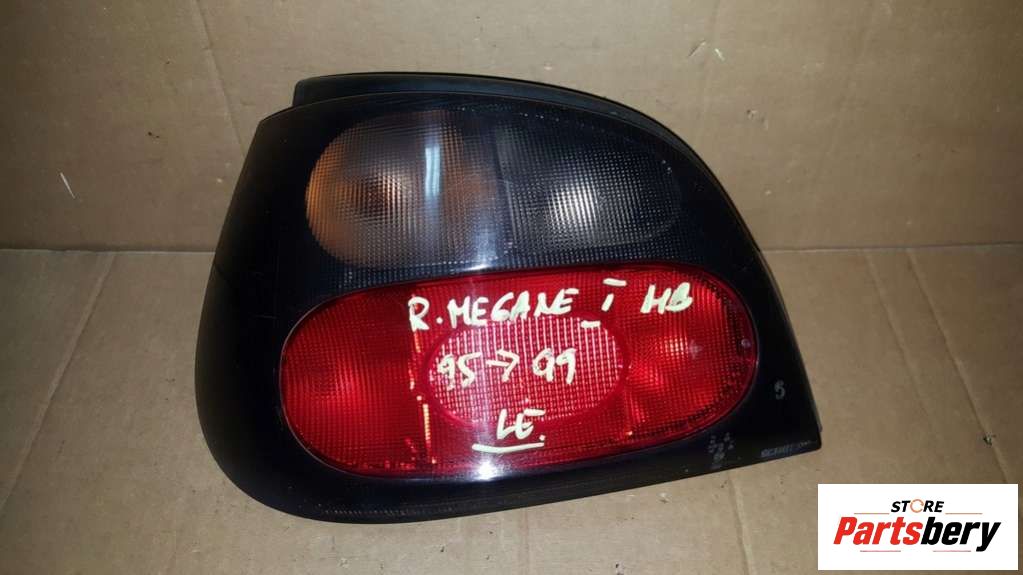 R. MEGANE I HB
95 → 99
LE.
STORE
Partsbery